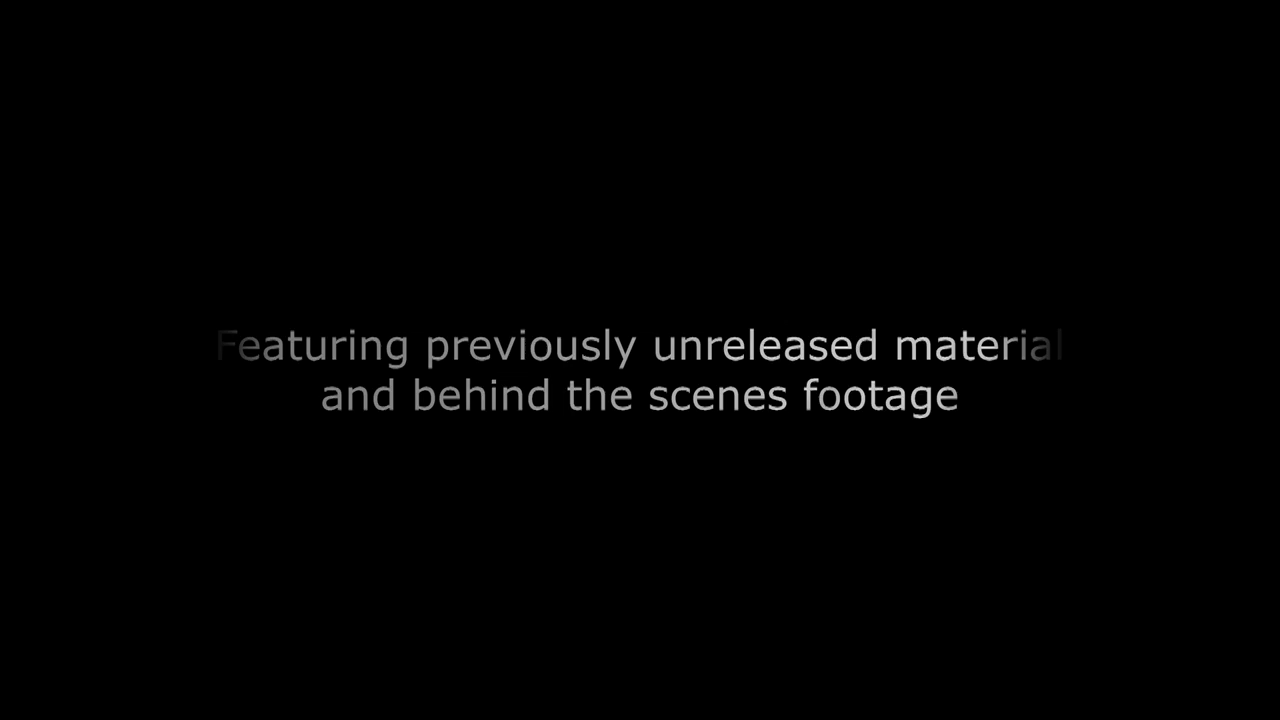 Featuring previously unreleased material
and behind the scenes footage